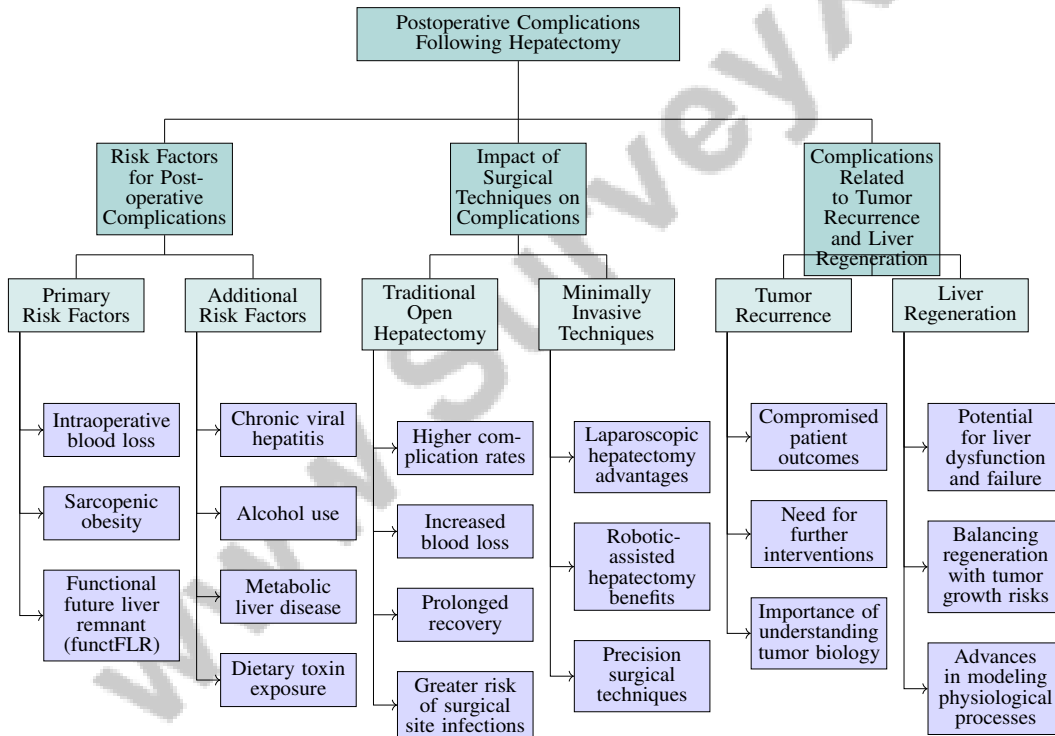 Postoperative Complications
Following Hepatectomy
Risk Factors
for Post-
operative
Complications
Impact of
Surgical
Techniques on
Complications
Complications
Related
to Tumor
Recurrence
and Liver
Regeneration
Primary
Risk Factors
Additional
Risk Factors
Traditional
Open
Hepatectomy
Minimally
Invasive
Techniques
Tumor
Recurrence
Liver
Regeneration
Intraoperative
blood loss
Sarcopenic
obesity
Functional
future liver
remnant
(functFLR)
Chronic viral
hepatitis
Alcohol use
Metabolic
liver disease
Dietary toxin
exposure
Higher com-
plication rates
Increased
blood loss
Prolonged
recovery
Greater risk
of surgical
site infections
Laparoscopic
hepatectomy
advantages
Robotic-
assisted
hepatectomy
benefits
Precision
surgical
techniques
Compromised
patient
outcomes
Need for
further
interventions
Importance of
understanding
tumor biology
Potential
for liver
dysfunction
and failure
Balancing
regeneration
with tumor
growth risks
Advances
in modeling
physiological
processes